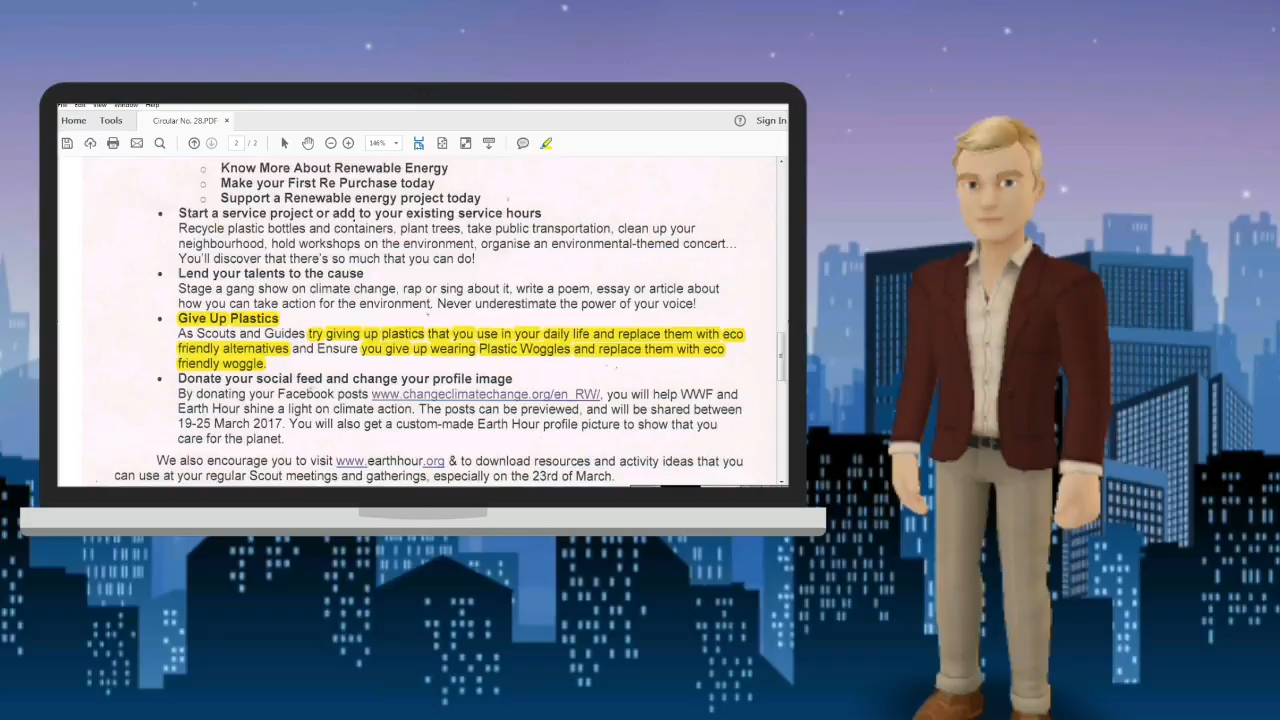 File Edit View Window Help
Home Tools Circular No. 28.PDF × Sign In
2 / 2 146%
Know More About Renewable Energy
Make your First Re Purchase today
Support a Renewable energy project today
Start a service project or add to your existing service hours
Recycle plastic bottles and containers, plant trees, take public transportation, clean up your
neighbourhood, hold workshops on the environment, organise an environmental-themed concert…
You'll discover that there's so much that you can do!
Lend your talents to the cause
Stage a gang show on climate change, rap or sing about it, write a poem, essay or article about
how you can take action for the environment, Never underestimate the power of your voice!
Give Up Plastics
As Scouts and Guides try giving up plastics that you use in your daily life and replace them with eco
friendly alternatives and Ensure you give up wearing Plastic Woggles and replace them with eco
friendly woggle.
Donate your social feed and change your profile image
By donating your Facebook posts www.changeclimatechange.org/en_RW/, you will help WWF and
Earth Hour shine a light on climate action. The posts can be previewed, and will be shared between
19-25 March 2017. You will also get a custom-made Earth Hour profile picture to show that you
care for the planet.
We also encourage you to visit www.earthhour.org & to download resources and activity ideas that you
can use at your regular Scout meetings and gatherings, especially on the 23rd of March.